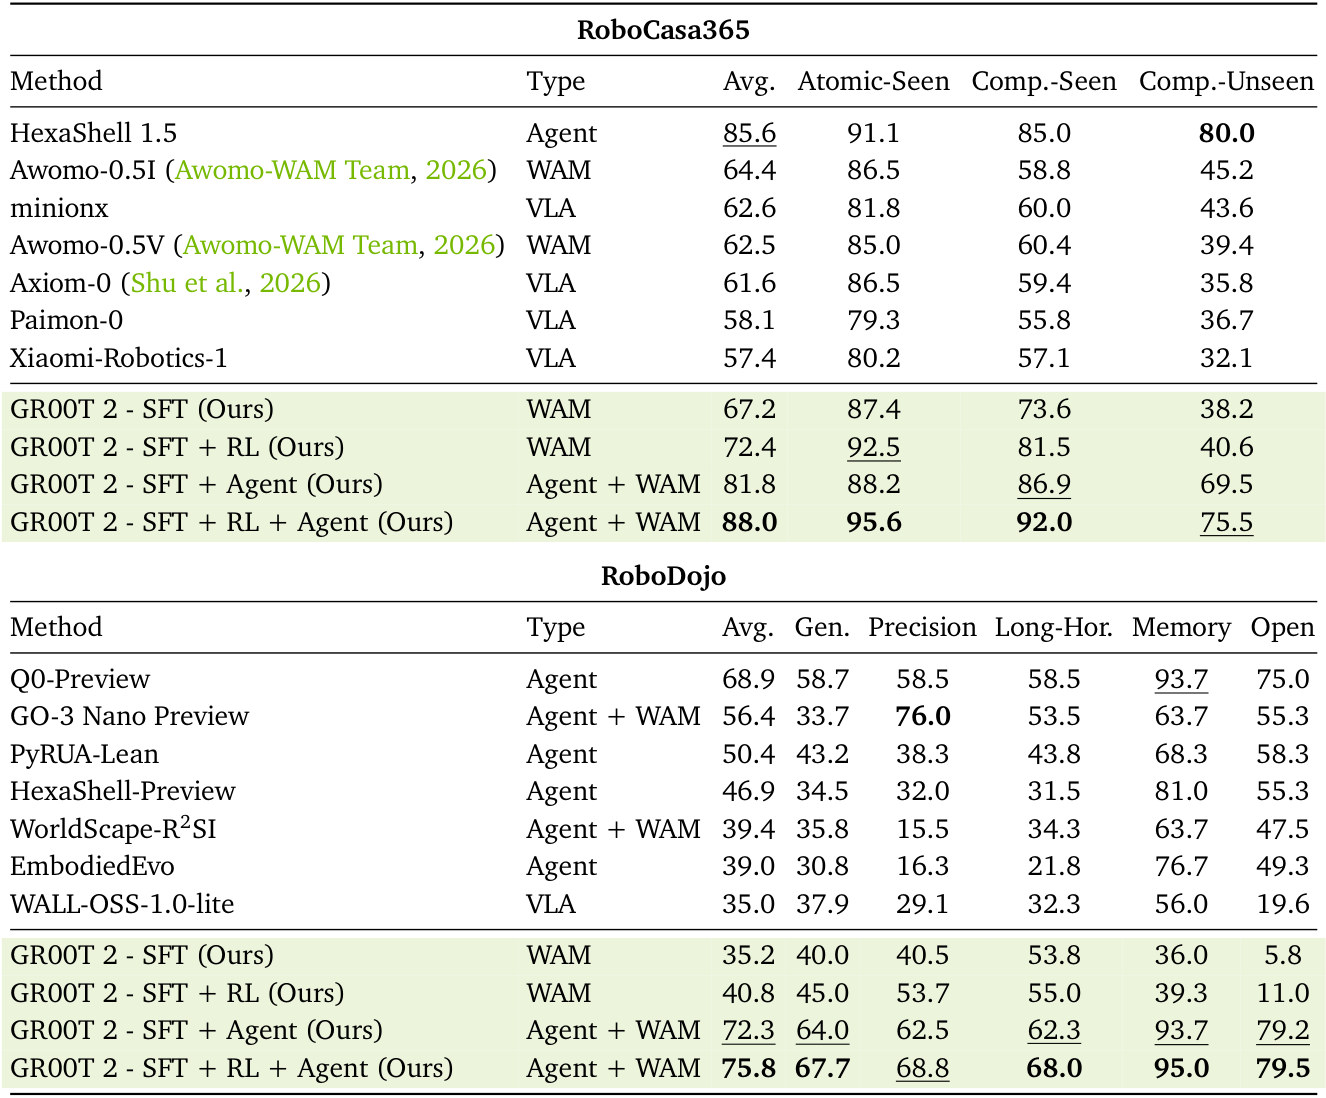 RoboCasa365
Method Type Avg. Atomic-Seen Comp.-Seen Comp.-Unseen
HexaShell 1.5 Agent 85.6 91.1 85.0 80.0
Awomo-0.5I (Awomo-WAM Team, 2026) WAM 64.4 86.5 58.8 45.2
minionx VLA 62.6 81.8 60.0 43.6
Awomo-0.5V (Awomo-WAM Team, 2026) WAM 62.5 85.0 60.4 39.4
Axiom-0 (Shu et al., 2026) VLA 61.6 86.5 59.4 35.8
Paimon-0 VLA 58.1 79.3 55.8 36.7
Xiaomi-Robotics-1 VLA 57.4 80.2 57.1 32.1
GR00T 2 - SFT (Ours) WAM 67.2 87.4 73.6 38.2
GR00T 2 - SFT + RL (Ours) WAM 72.4 92.5 81.5 40.6
GR00T 2 - SFT + Agent (Ours) Agent + WAM 81.8 88.2 86.9 69.5
GR00T 2 - SFT + RL + Agent (Ours) Agent + WAM 88.0 95.6 92.0 75.5
RoboDojo
Method Type Avg. Gen. Precision Long-Hor. Memory Open
Q0-Preview Agent 68.9 58.7 58.5 58.5 93.7 75.0
GO-3 Nano Preview Agent + WAM 56.4 33.7 76.0 53.5 63.7 55.3
PyRUA-Lean Agent 50.4 43.2 38.3 43.8 68.3 58.3
HexaShell-Preview Agent 46.9 34.5 32.0 31.5 81.0 55.3
WorldScape-R²SI Agent + WAM 39.4 35.8 15.5 34.3 63.7 47.5
EmbodiedEvo Agent 39.0 30.8 16.3 21.8 76.7 49.3
WALL-OSS-1.0-lite VLA 35.0 37.9 29.1 32.3 56.0 19.6
GR00T 2 - SFT (Ours) WAM 35.2 40.0 40.5 53.8 36.0 5.8
GR00T 2 - SFT + RL (Ours) WAM 40.8 45.0 53.7 55.0 39.3 11.0
GR00T 2 - SFT + Agent (Ours) Agent + WAM 72.3 64.0 62.5 62.3 93.7 79.2
GR00T 2 - SFT + RL + Agent (Ours) Agent + WAM 75.8 67.7 68.8 68.0 95.0 79.5